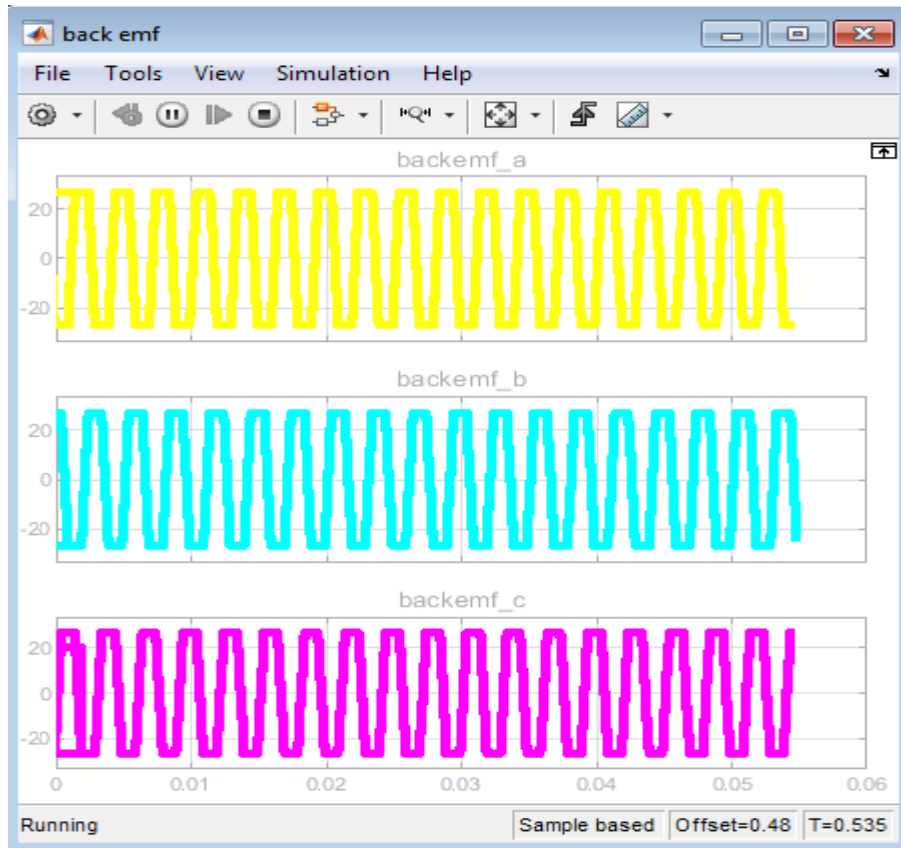 back emf
File Tools View Simulation Help
backemf_a
20
0
-20
backemf_b
20
0
-20
backemf_c
20
0
-20
0 0.01 0.02 0.03 0.04 0.05 0.06
Running Sample based Offset=0.48 T=0.535